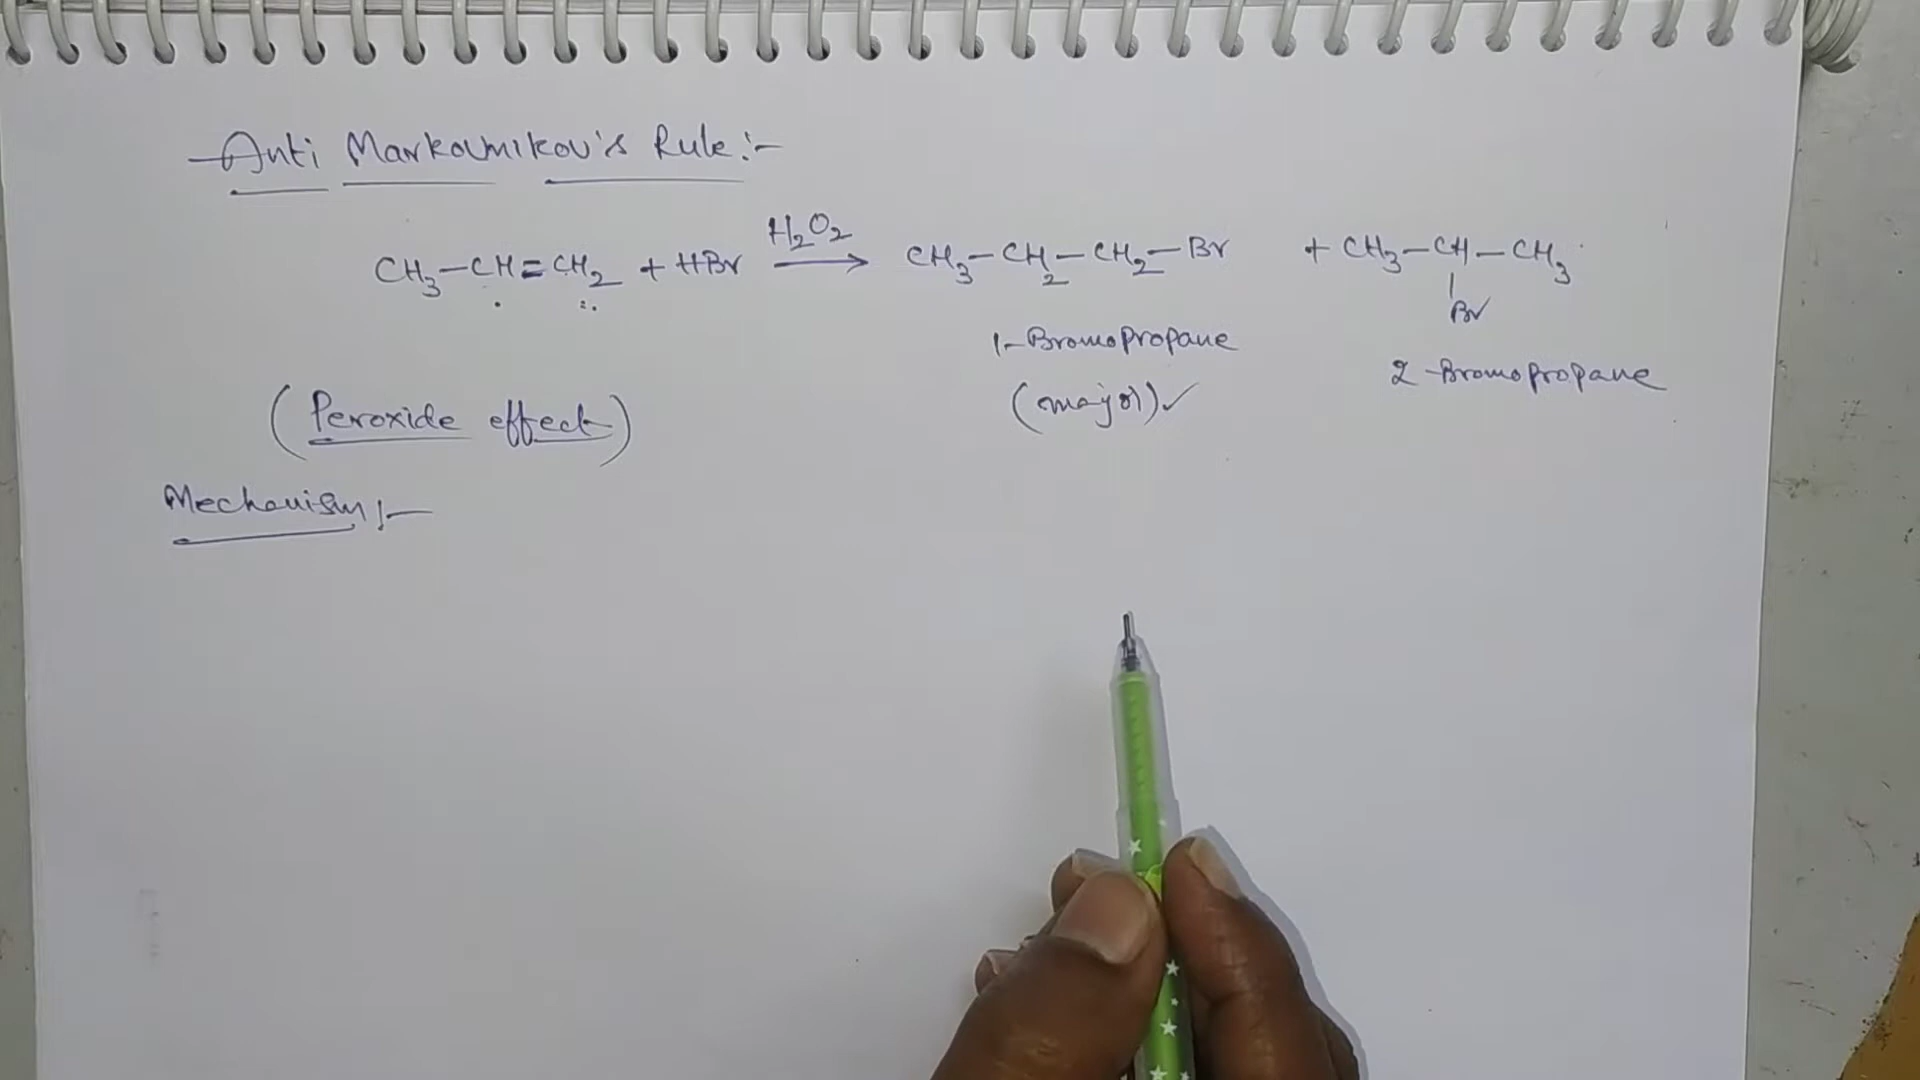 Anti Markovnikov's Rule:-
CH₃-CH=CH₂ + HBr H₂O₂→ CH₃-CH₂-CH₂-Br + CH₃-CH-CH₃
Br
1-Bromopropane
2-Bromopropane
(Peroxide effect)
(major)✓
Mechanism:-